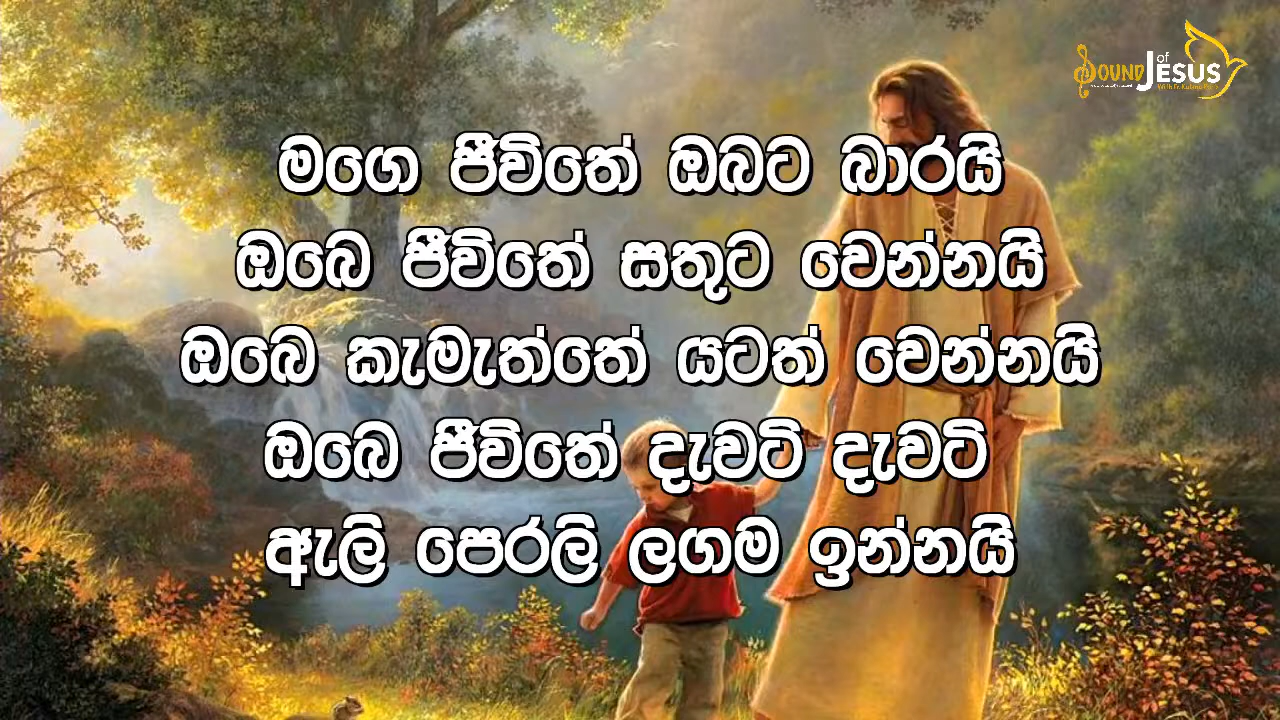 Sound of Jesus
මගෙ ජීවිතේ ඔබට බාරයි
ඔබෙ ජීවිතේ සතුට වෙන්නයි
ඔබෙ කැමැත්තේ යටත් වෙන්නයි
ඔබෙ ජීවිතේ දැවටි දැවටි
ඇලි පෙරලි ලගම ඉන්නයි